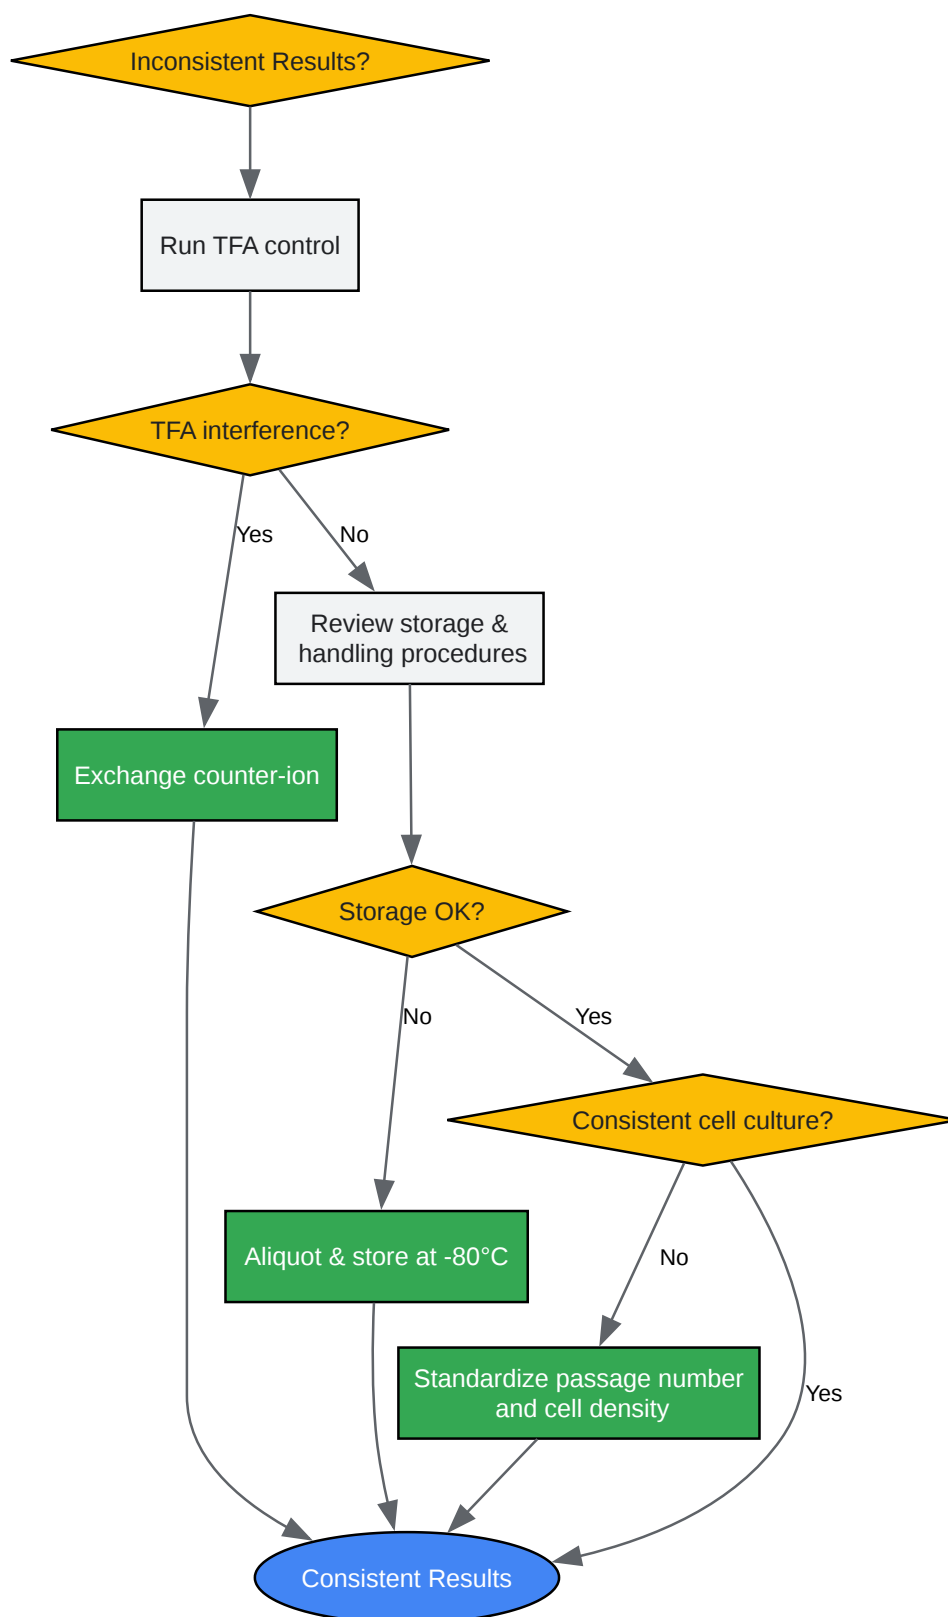 Inconsistent Results?
Run TFA control
TFA interference?
Yes
No
Review storage &
handling procedures
Exchange counter-ion
Storage OK?
No
Yes
Consistent cell culture?
Aliquot & store at -80°C
No
Standardize passage number
and cell density
Yes
Consistent Results